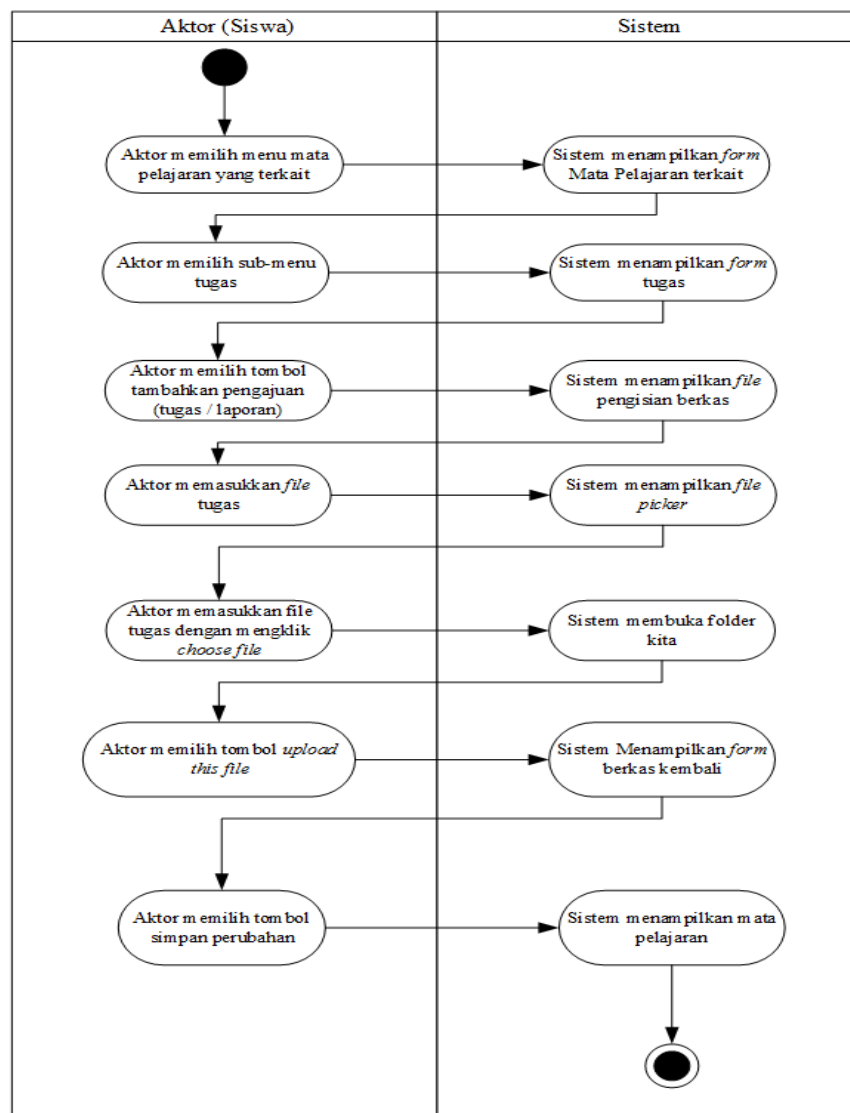 Aktor (Siswa)
Sistem
Aktor memilih menu mata
pelajaran yang terkait
Sistem menampilkan form
Mata Pelajaran terkait
Aktor memilih sub-menu
tugas
Sistem menampilkan form
tugas
Aktor memilih tombol
tambahkan pengajuan
(tugas / laporan)
Sistem menampilkan file
pengisian berkas
Aktor memasukkan file
tugas
Sistem menampilkan file
picker
Aktor memasukkan file
tugas dengan mengklik
choose file
Sistem membuka folder
kita
Aktor memilih tombol upload
this file
Sistem Menampilkan form
berkas kembali
Aktor memilih tombol
simpan perubahan
Sistem menampilkan mata
pelajaran